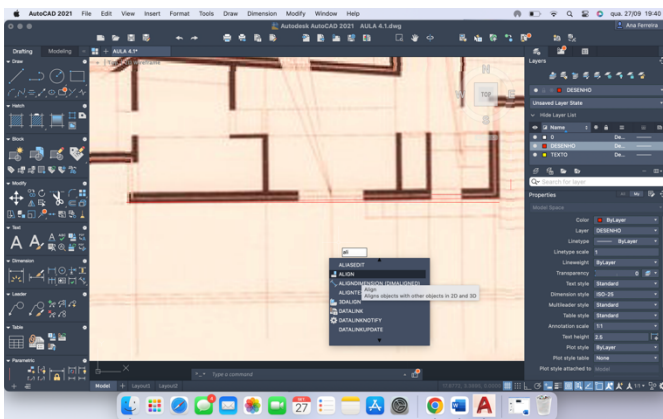 AutoCAD 2021 File Edit View Insert Format Tools Draw Dimension Modify Window Help
qua. 27/09 19:40
Autodesk AutoCAD 2021 AULA 4.1.dwg
Ana Ferreira
Drafting Modeling
AULA 4.1*
Draw
Hatch
Block
Modify
Text
Dimension
Leader
Table
Parametric
TOP
N
W
E
S
all
ALIASEDIT
ALIGN
ALIGNDIMENSION (DIMALIGNED)
Align
Aligns objects with other objects in 2D and 3D
3DALIGN
DATALINK
DATALINKNOTIFY
DATALINKUPDATE
X
Type a command
Model Layout1 Layout2
Layers
DESENHO
Unsaved Layer State
Hide Layer List
Name
0 De...
DESENHO De...
TEXTO De...
Search for layer
Properties
Model Space
Color ByLayer
Layer DESENHO
Linetype ByLayer
Linetype scale 1
Lineweight ByLayer
Transparency 0
Text style Standard
Dimension style ISO-25
Multileader style Standard
Table style Standard
Annotation scale 1:1
Text height 2.5
Plot style ByLayer
Plot style table None
Plot style attached to Model
27